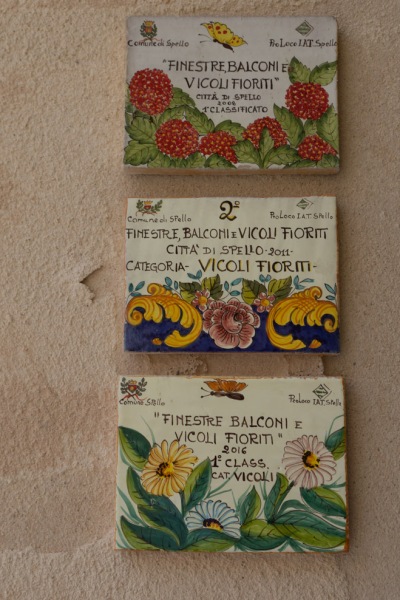 Comune di Spello
Pro Loco I.A.T. Spello
"FINESTRE, BALCONI E
VICOLI FIORITI"
CITTÀ DI SPELLO
2008
1° CLASSIFICATO
Comune di Spello
Pro Loco I.A.T. Spello
2°
FINESTRE, BALCONI e VICOLI FIORITI
CITTÀ DI SPELLO - 2011 -
CATEGORIA - VICOLI FIORITI -
Comune Spello
Pro Loco I.A.T. Spello
"FINESTRE BALCONI E
VICOLI FIORITI"
2016
1° CLASS.
CAT. VICOLI